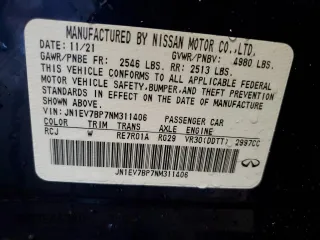 MANUFACTURED BY NISSAN MOTOR CO.,LTD.
DATE: 11/21 GVWR/PNBV: 4980 LBS.
GAWR/PNBE FR: 2546 LBS. RR: 2513 LBS.
THIS VEHICLE CONFORMS TO ALL APPLICABLE FEDERAL
MOTOR VEHICLE SAFETY,BUMPER,AND THEFT PREVENTION
STANDARDS IN EFFECT ON THE DATE OF MANUFACTURE
SHOWN ABOVE.
VIN: JN1EV7BP7NM311406 PASSENGER CAR
COLOR TRIM TRANS AXLE ENGINE
RCJ W RE7R01A RG29 VR30(DDTT) 2997CC
JN1EV7BP7NM311406